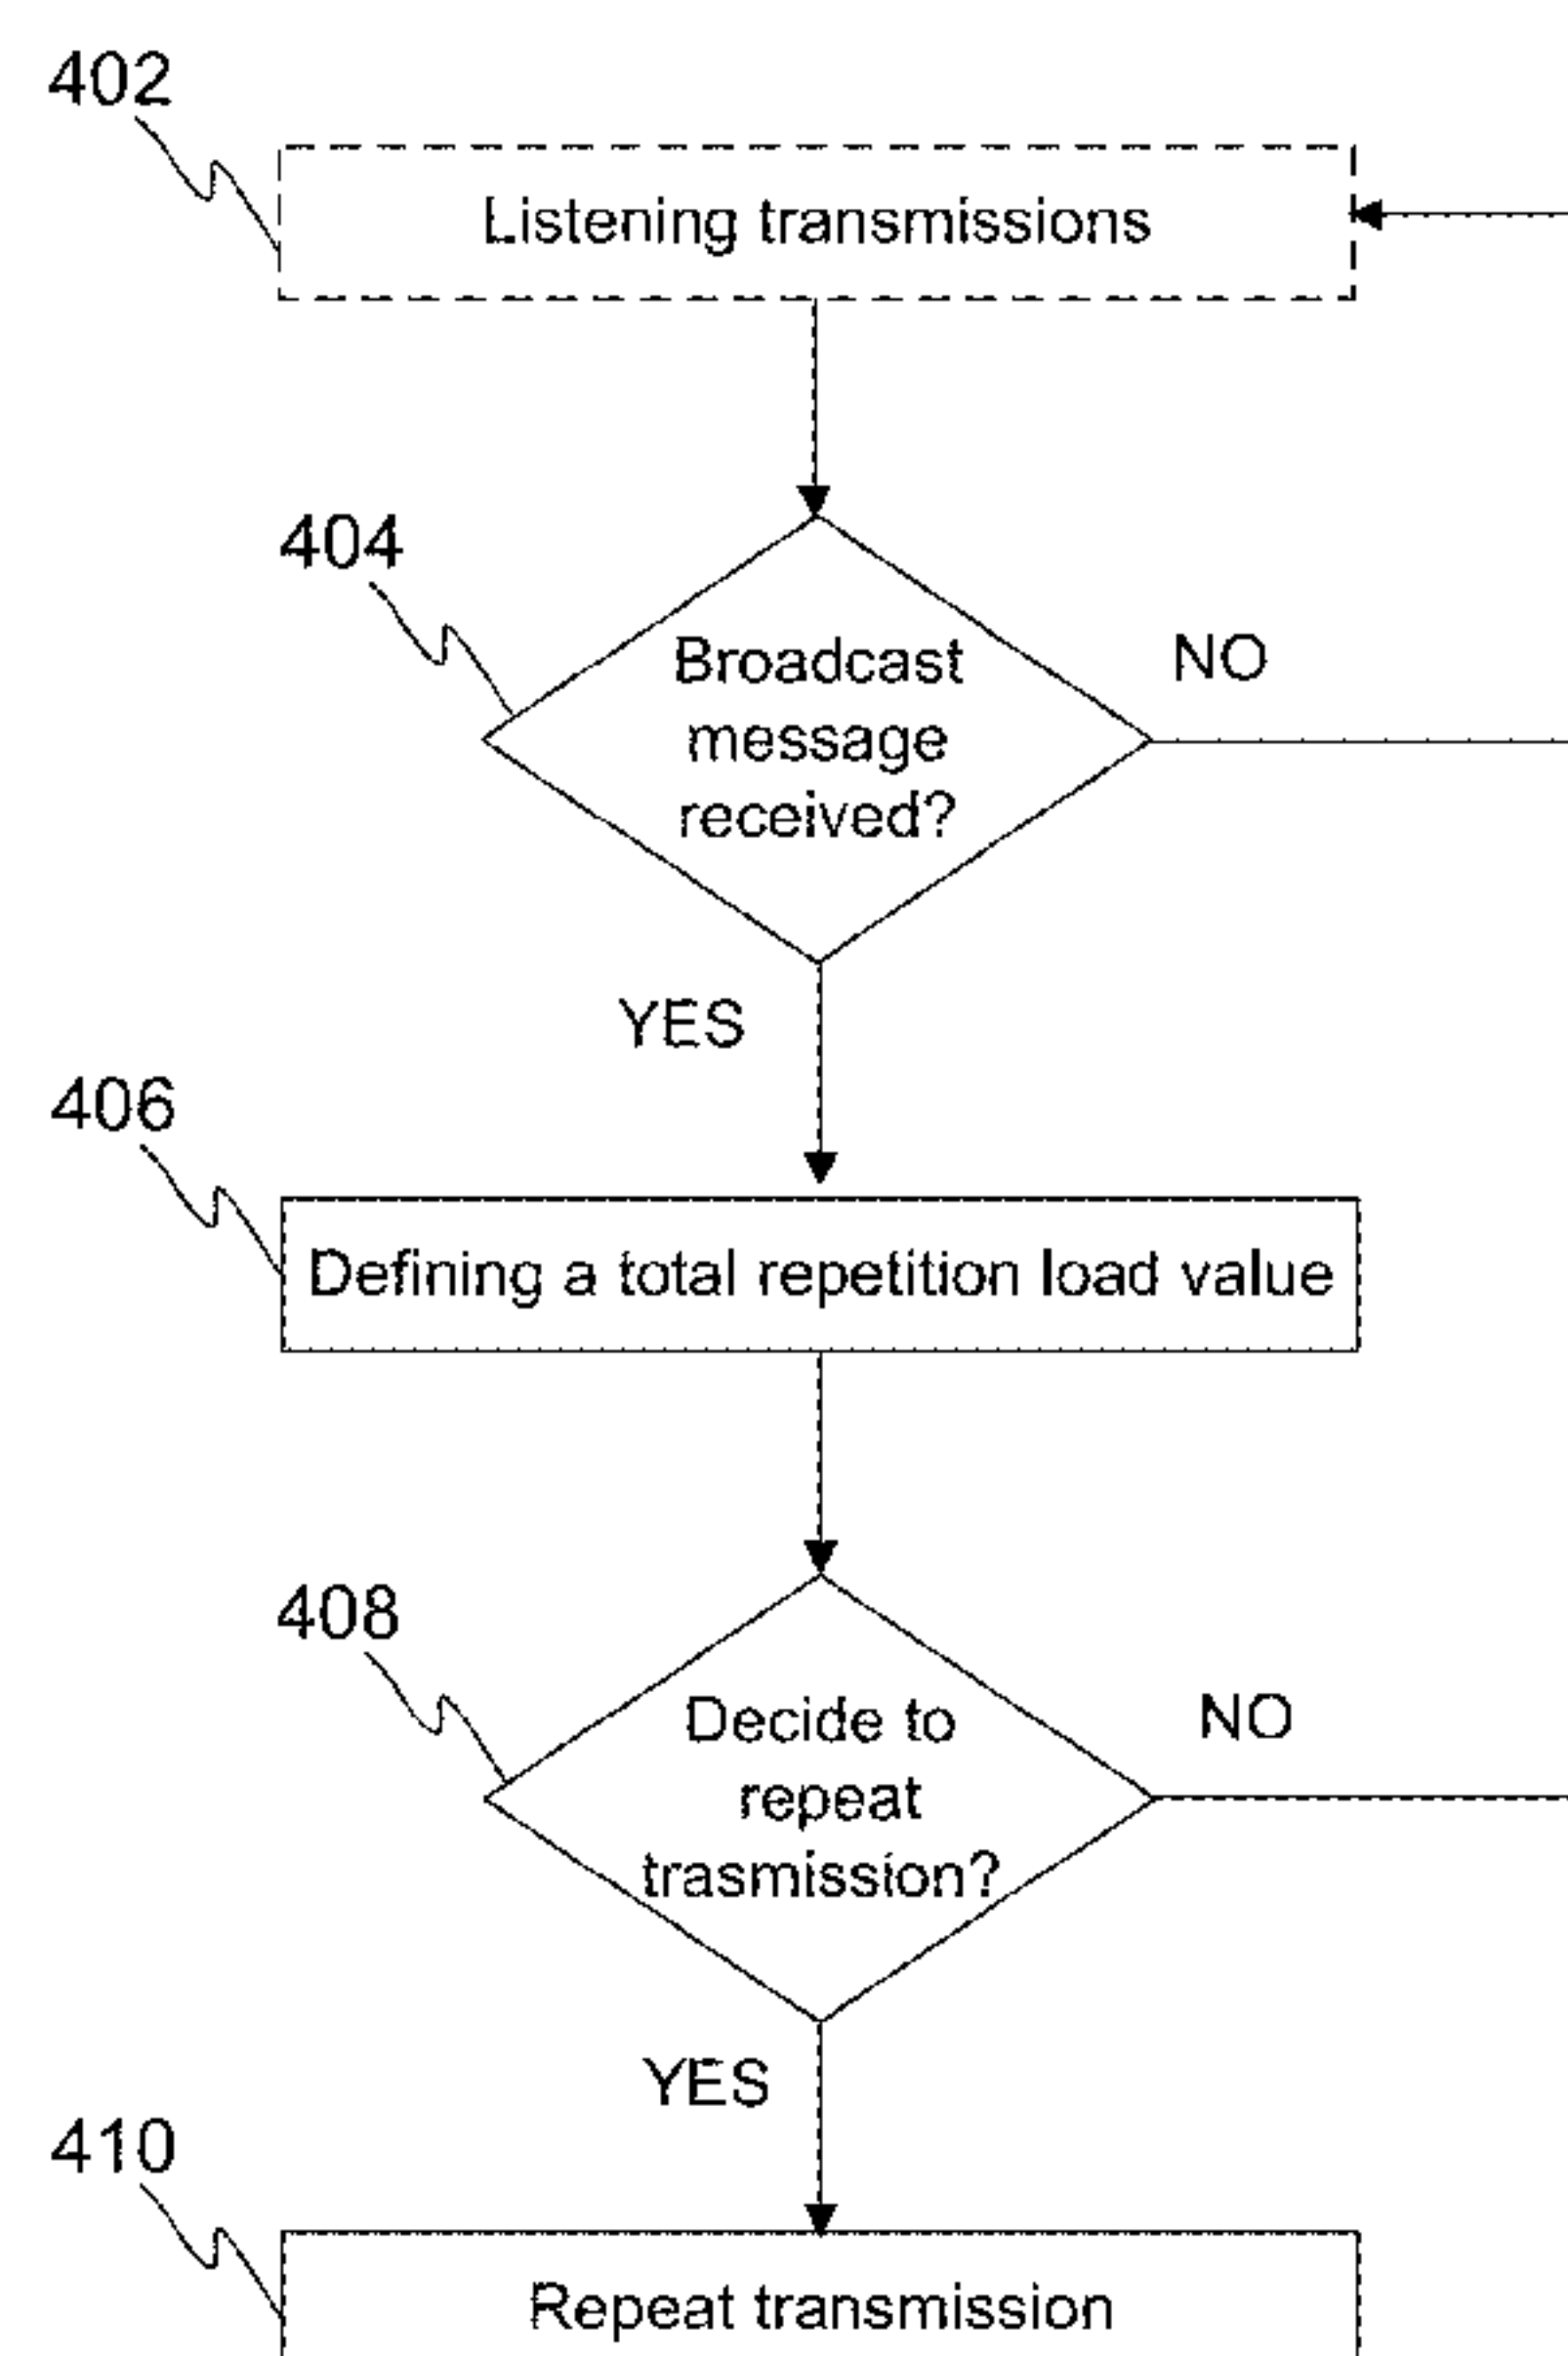 402
Listening transmissions
404
Broadcast
message
received?
NO
YES
406
Defining a total repetition load value
408
Decide to
repeat
trasmission?
NO
YES
410
Repeat transmission